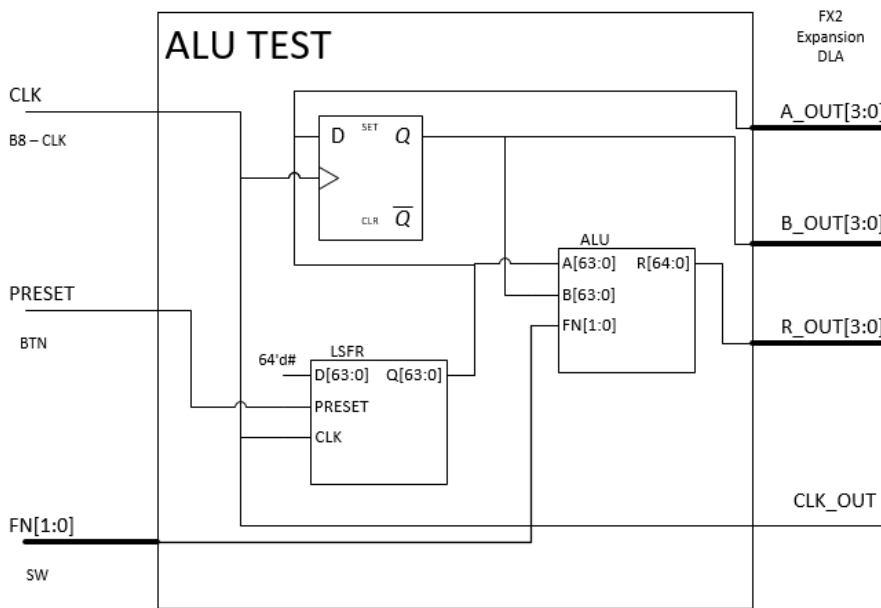 ALU TEST
FX2
Expansion
DLA
CLK
B8 – CLK
D SET Q
CLR Q
A_OUT[3:0]
B_OUT[3:0]
ALU
A[63:0] R[64:0]
B[63:0]
FN[1:0]
PRESET
BTN
R_OUT[3:0]
LSFR
64'd#
D[63:0] Q[63:0]
PRESET
CLK
CLK_OUT
FN[1:0]
SW